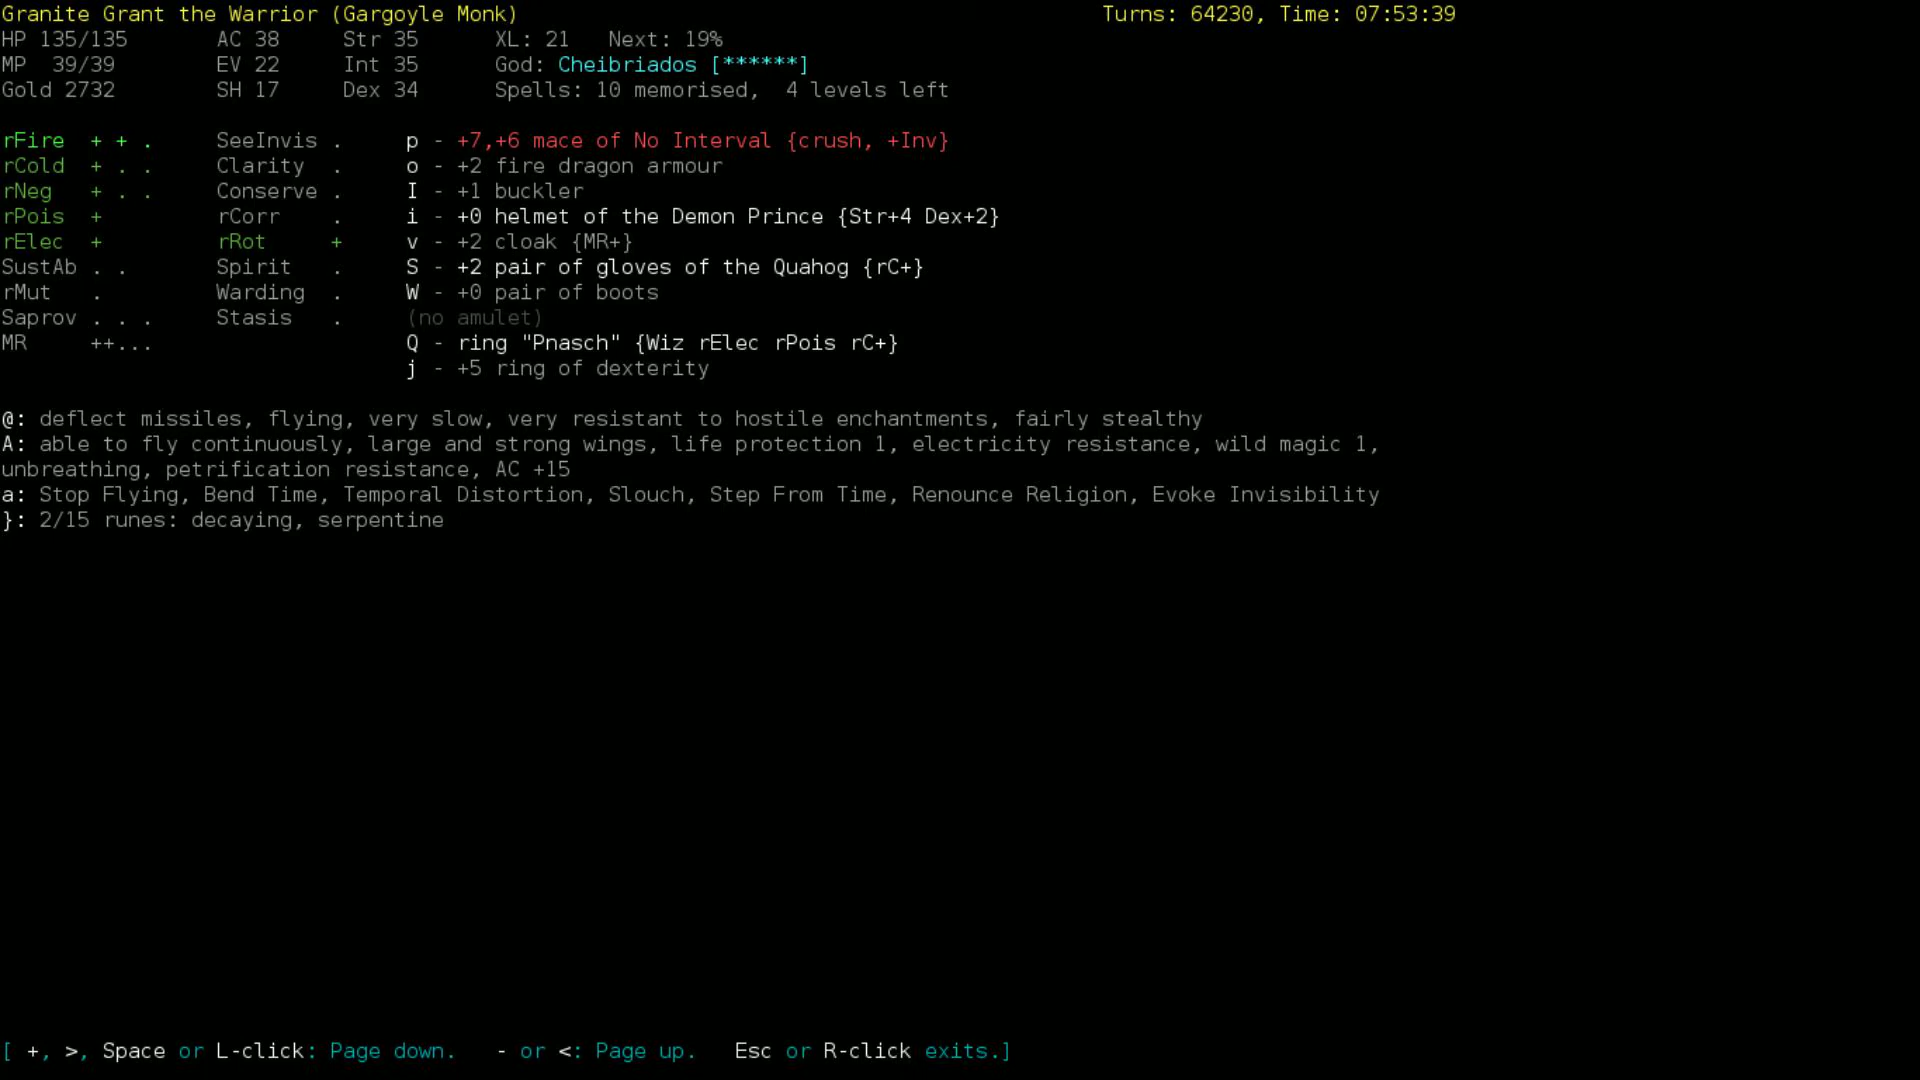 Granite Grant the Warrior (Gargoyle Monk) Turns: 64230, Time: 07:53:39
HP 135/135 AC 38 Str 35 XL: 21 Next: 19%
MP 39/39 EV 22 Int 35 God: Cheibriados [******]
Gold 2732 SH 17 Dex 34 Spells: 10 memorised, 4 levels left
rFire + + . SeeInvis . p - +7,+6 mace of No Interval {crush, +Inv}
rCold + . . Clarity . o - +2 fire dragon armour
rNeg + . . Conserve . I - +1 buckler
rPois + rCorr . i - +0 helmet of the Demon Prince {Str+4 Dex+2}
rElec + rRot + v - +2 cloak {MR+}
SustAb . . Spirit . S - +2 pair of gloves of the Quahog {rC+}
rMut . Warding . W - +0 pair of boots
Saprov . . . Stasis . (no amulet)
MR ++... Q - ring "Pnasch" {Wiz rElec rPois rC+}
j - +5 ring of dexterity
@: deflect missiles, flying, very slow, very resistant to hostile enchantments, fairly stealthy
A: able to fly continuously, large and strong wings, life protection 1, electricity resistance, wild magic 1,
unbreathing, petrification resistance, AC +15
a: Stop Flying, Bend Time, Temporal Distortion, Slouch, Step From Time, Renounce Religion, Evoke Invisibility
}: 2/15 runes: decaying, serpentine
[ +, >, Space or L-click: Page down. - or <: Page up. Esc or R-click exits.]